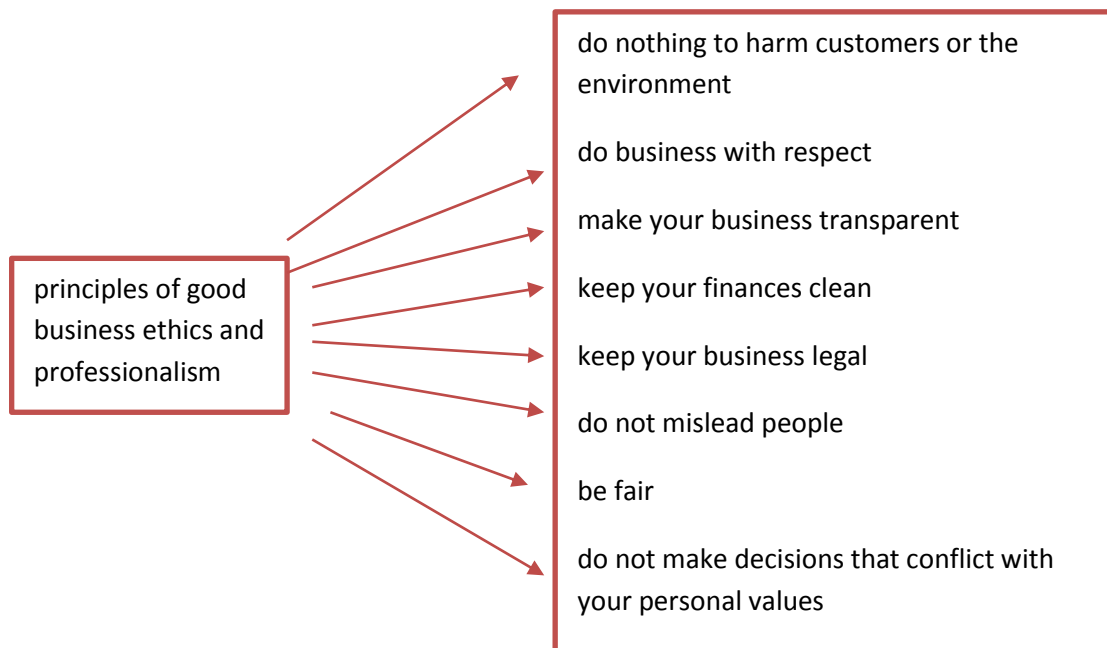 do nothing to harm customers or the
environment
do business with respect
make your business transparent
principles of good
business ethics and
professionalism
keep your finances clean
keep your business legal
do not mislead people
be fair
do not make decisions that conflict with
your personal values